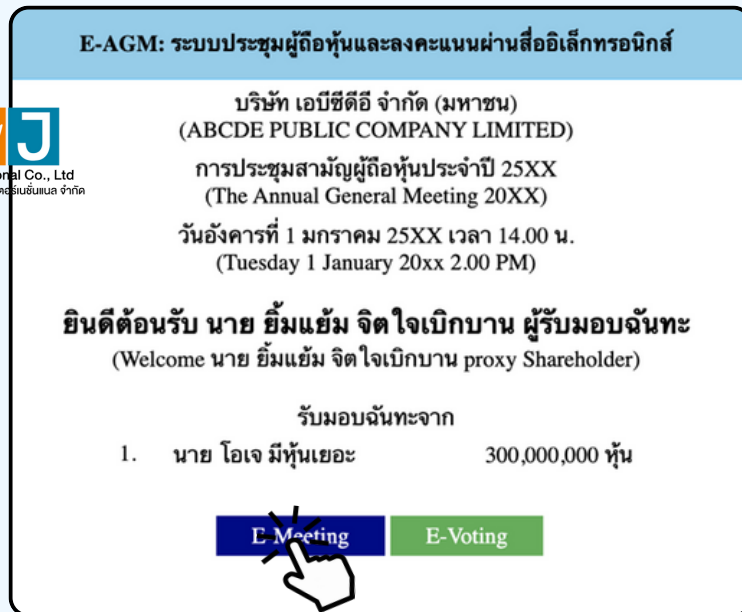 E-AGM: ระบบประชุมผู้ถือหุ้นและลงคะแนนผ่านสื่ออิเล็กทรอนิกส์
บริษัท เอบีซีดีอี จำกัด (มหาชน)
(ABCDE PUBLIC COMPANY LIMITED)
J
Co., Ltd
จำกัด
การประชุมสามัญผู้ถือหุ้นประจำปี 25XX
(The Annual General Meeting 20XX)
วันอังคารที่ 1 มกราคม 25XX เวลา 14.00 น.
(Tuesday 1 January 20xx 2.00 PM)
ยินดีต้อนรับ นาย ยิ้มแย้ม จิตใจเบิกบาน ผู้รับมอบฉันทะ
(Welcome นาย ยิ้มแย้ม จิตใจเบิกบาน proxy Shareholder)
รับมอบฉันทะจาก
1. นาย โอเจ มีหุ้นเยอะ 300,000,000 หุ้น
E-Meeting E-Voting